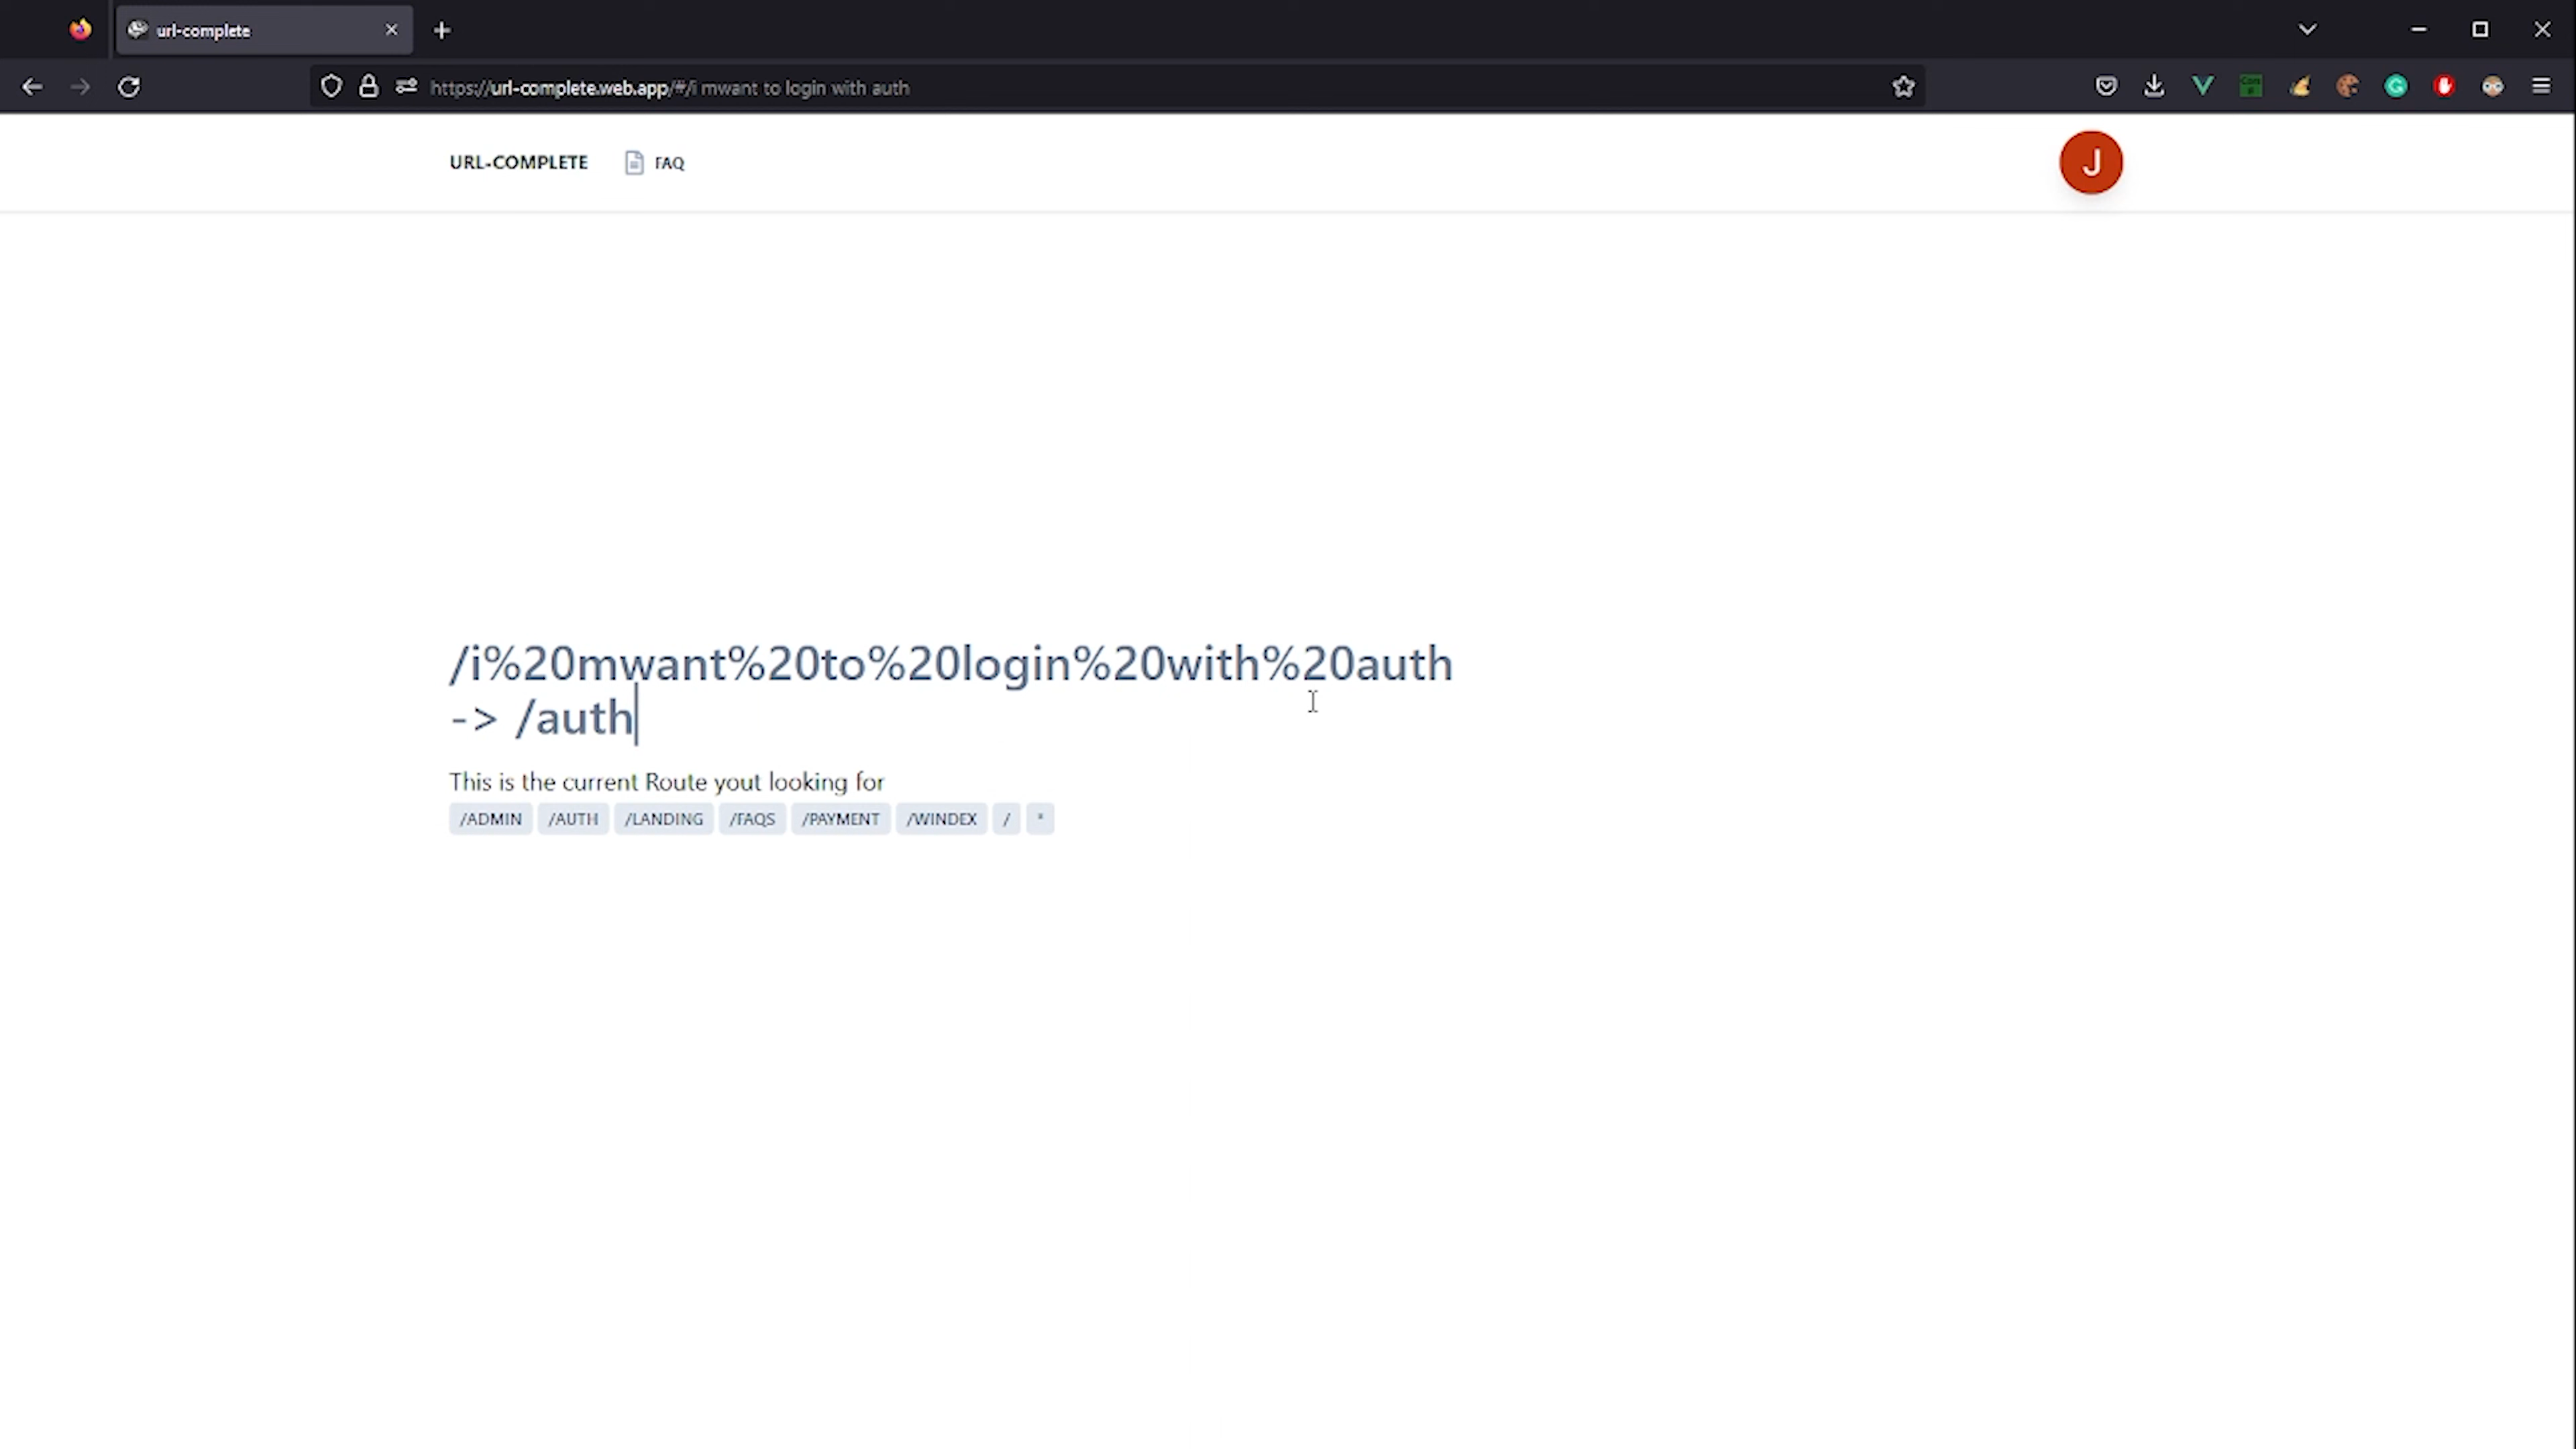 url-complete
https://url-complete.web.app/#/i mwant to login with auth
URL-COMPLETE FAQ J
/i%20mwant%20to%20login%20with%20auth
-> /auth
This is the current Route yout looking for
/ADMIN /AUTH /LANDING /FAQS /PAYMENT /WINDEX / *